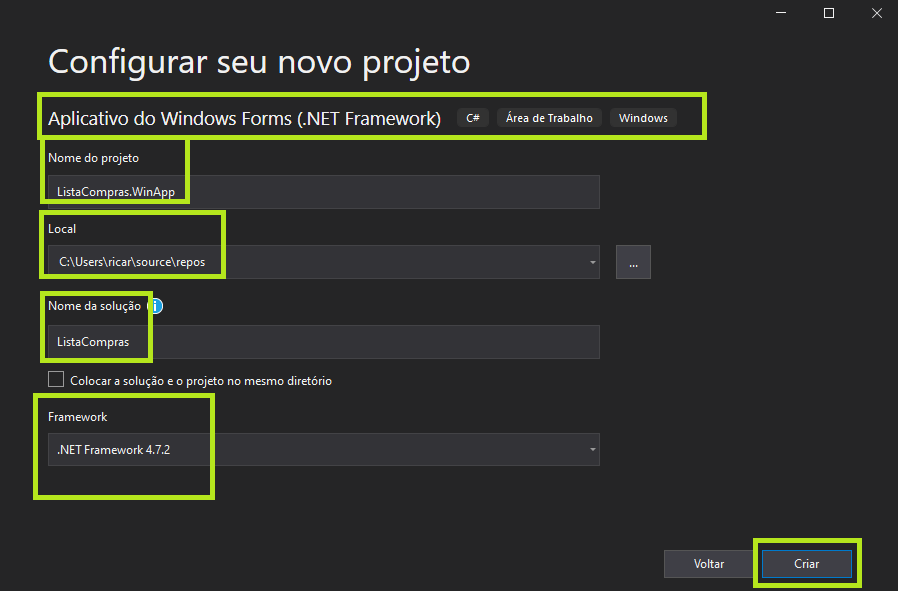 Configurar seu novo projeto
Aplicativo do Windows Forms (.NET Framework) C# Área de Trabalho Windows
Nome do projeto
ListaCompras.WinApp
Local
C:\Users\ricar\source\repos
...
Nome da solução i
ListaCompras
Colocar a solução e o projeto no mesmo diretório
Framework
.NET Framework 4.7.2
Voltar Criar